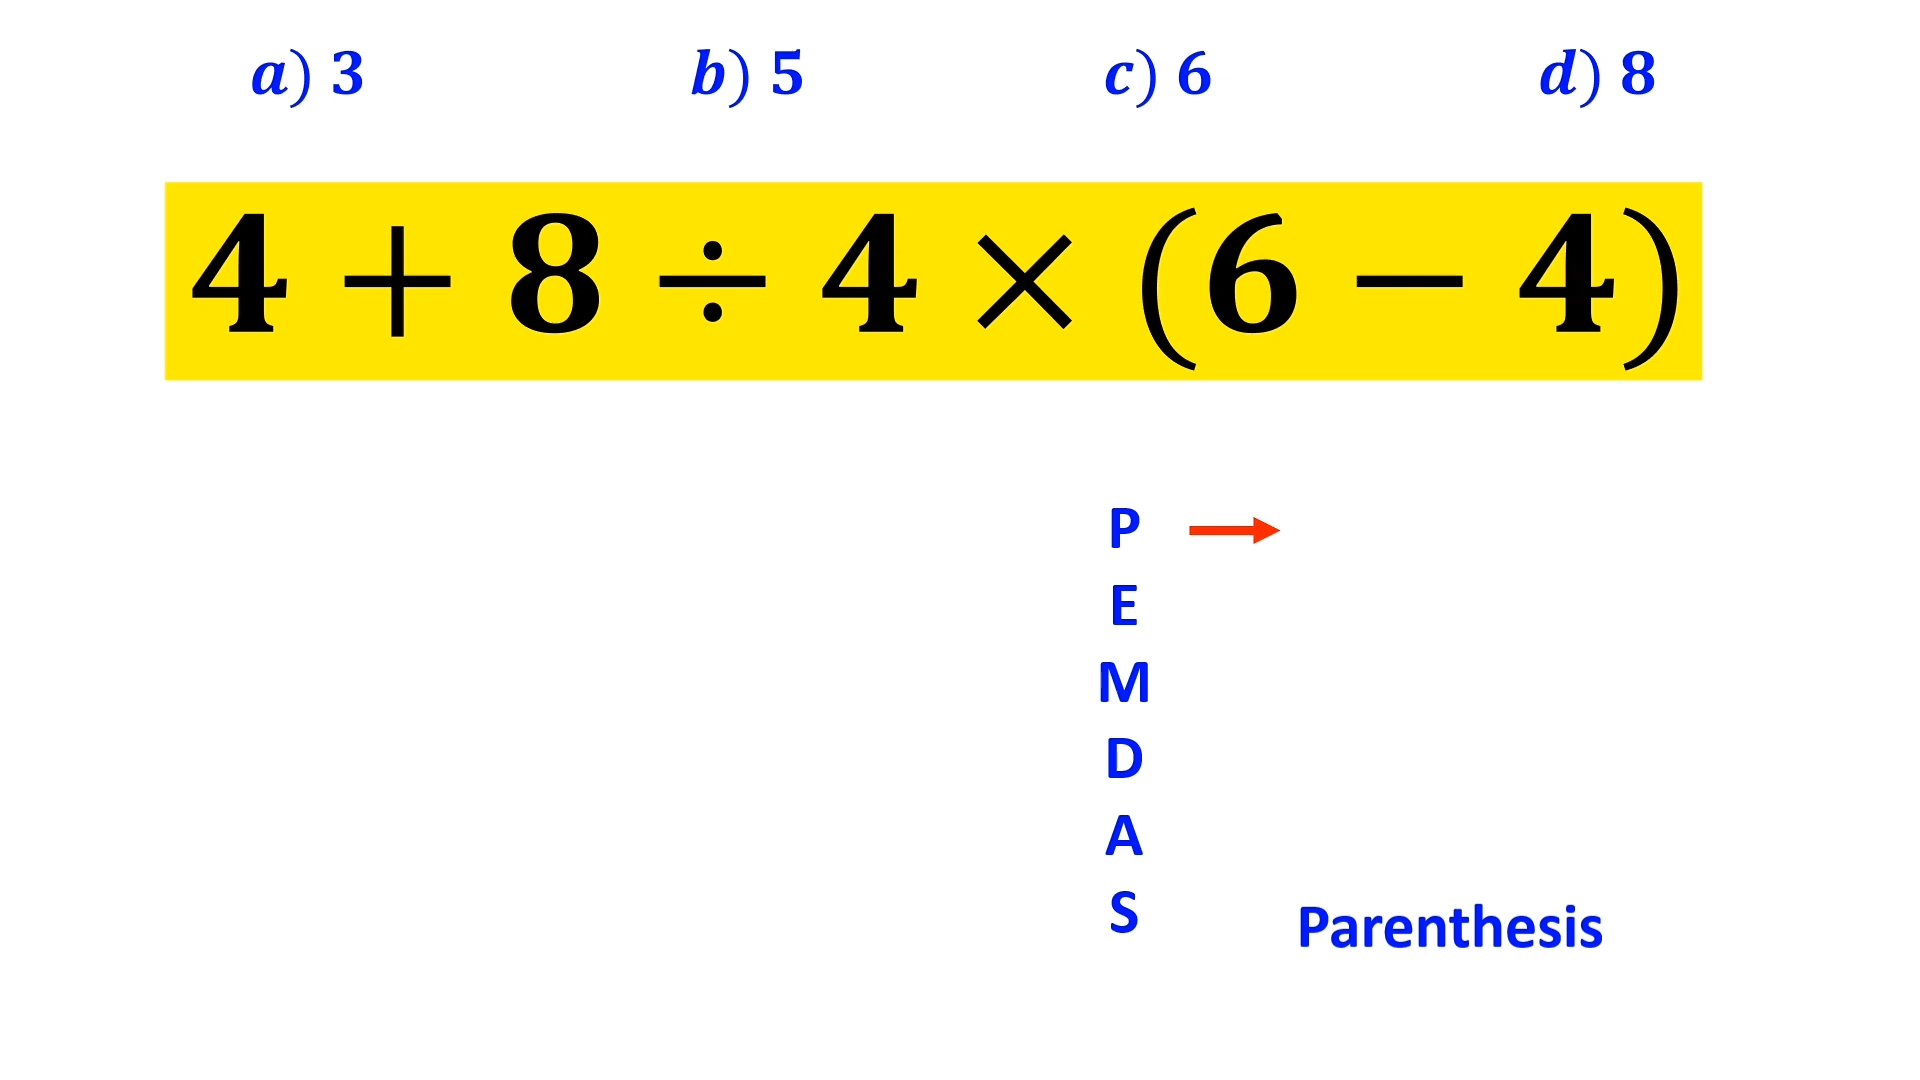 a) 3 b) 5 c) 6 d) 8
4 + 8 ÷ 4 × (6 − 4)
P
E
M
D
A
S
Parenthesis